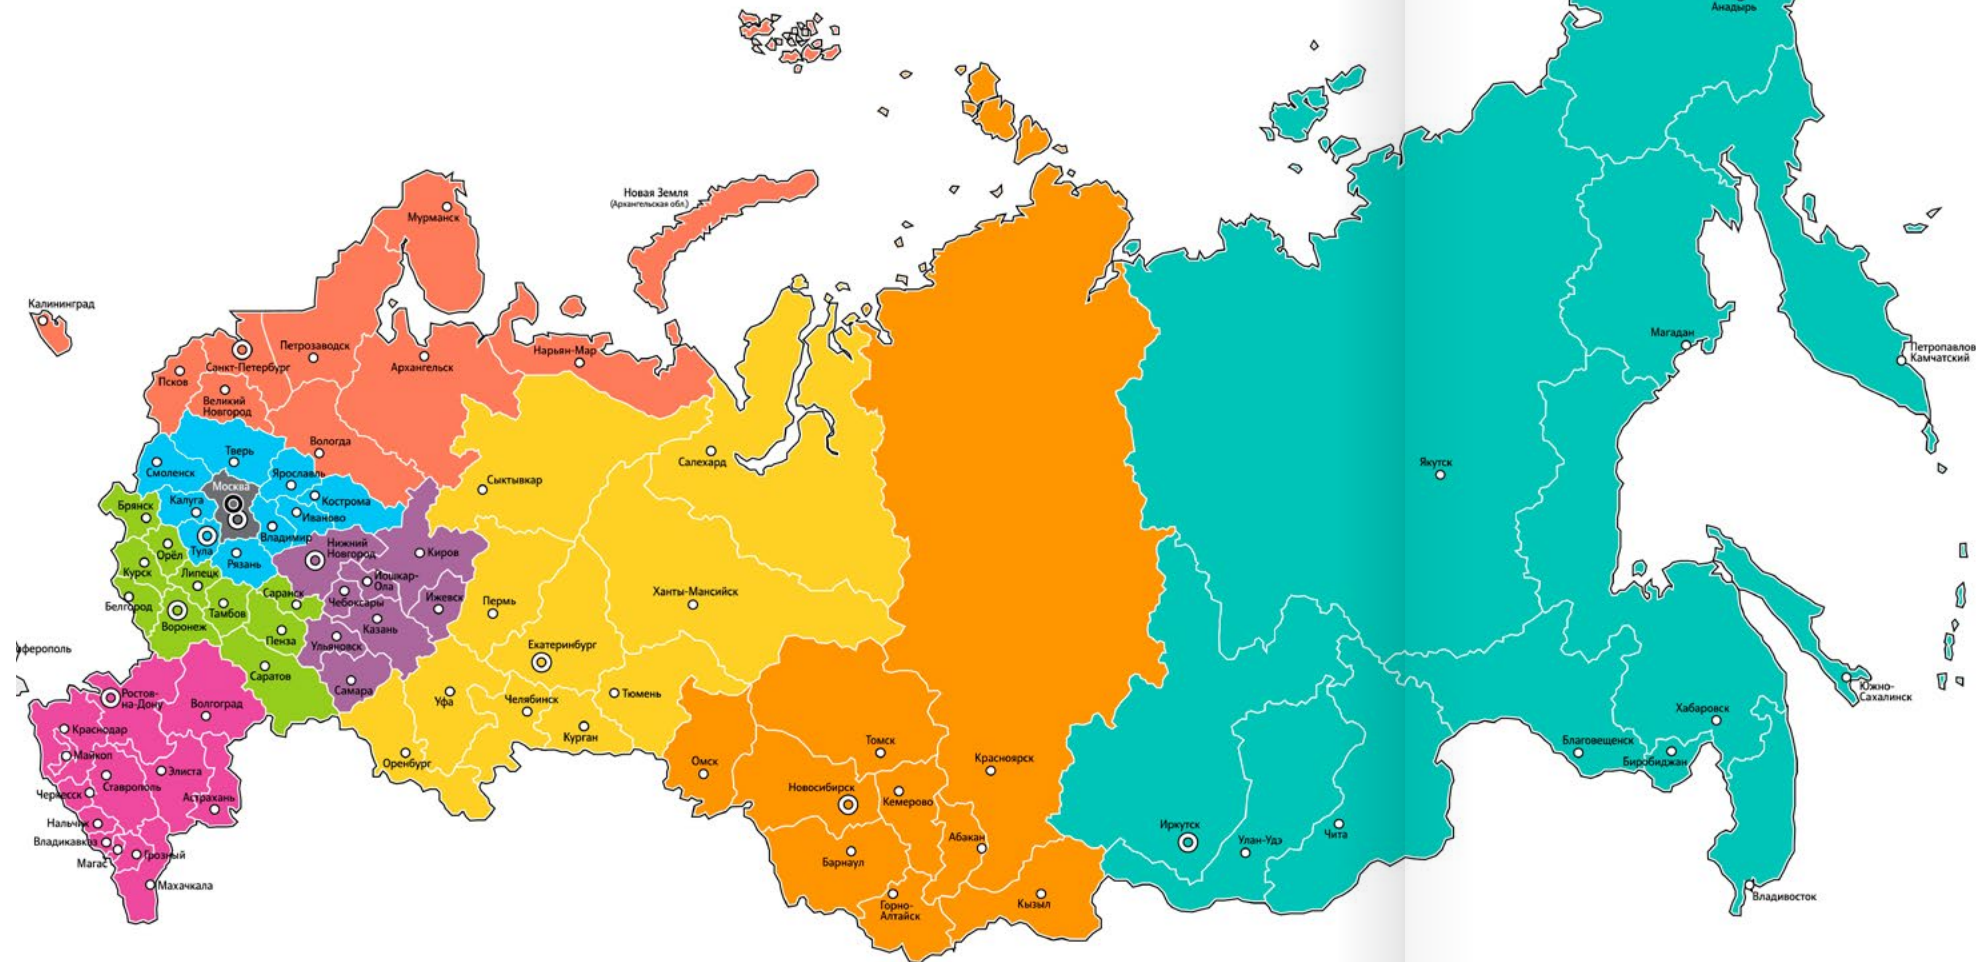 Анадырь
Новая Земля
(Архангельская обл.)
Мурманск
Калининград
Петрозаводск
Санкт-Петербург
Псков
Архангельск
Нарьян-Мар
Великий
Новгород
Вологда
Тверь
Смоленск
Ярославль
Москва
Кострома
Калуга
Иваново
Брянск
Владимир
Тула
Рязань
Орёл
Курск
Липецк
Белгород
Воронеж
Тамбов
Саранск
Пенза
Саратов
Нижний
Новгород
Киров
Йошкар-
Ола
Чебоксары
Ижевск
Казань
Ульяновск
Самара
Сыктывкар
Салехард
Пермь
Ханты-Мансийск
Екатеринбург
Уфа
Челябинск
Тюмень
Курган
Оренбург
ферополь
Ростов-
на-Дону
Волгоград
Краснодар
Майкоп
Ставрополь
Элиста
Черкесск
Астрахань
Нальчик
Владикавказ
Магас
Грозный
Махачкала
Омск
Томск
Новосибирск
Кемерово
Красноярск
Барнаул
Абакан
Горно-
Алтайск
Кызыл
Якутск
Магадан
Петропавлов
Камчатский
Иркутск
Улан-Удэ
Чита
Благовещенск
Биробиджан
Хабаровск
Южно-
Сахалинск
Владивосток